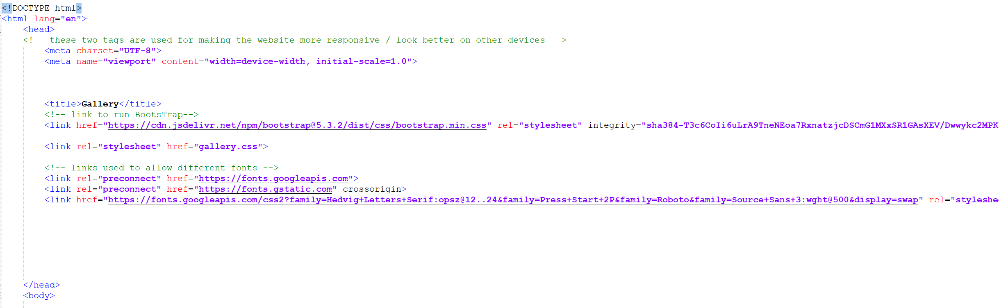 <!DOCTYPE html>
<html lang="en">
<head>
<!-- these two tags are used for making the website more responsive / look better on other devices -->
<meta charset="UTF-8">
<meta name="viewport" content="width=device-width, initial-scale=1.0">
<title>Gallery</title>
<!-- link to run BootsTrap-->
<link href="https://cdn.jsdelivr.net/npm/bootstrap@5.3.2/dist/css/bootstrap.min.css" rel="stylesheet" integrity="sha384-T3c6CoIi6uLrA9TneNEoa7RxnatzjcDSCmG1MXxSR1GAsXEV/Dwwykc2MPK
<link rel="stylesheet" href="gallery.css">
<!-- links used to allow different fonts -->
<link rel="preconnect" href="https://fonts.googleapis.com">
<link rel="preconnect" href="https://fonts.gstatic.com" crossorigin>
<link href="https://fonts.googleapis.com/css2?family=Hedvig+Letters+Serif:opsz@12..24&family=Press+Start+2P&family=Roboto&family=Source+Sans+3:wght@500&display=swap" rel="styleshe
</head>
<body>